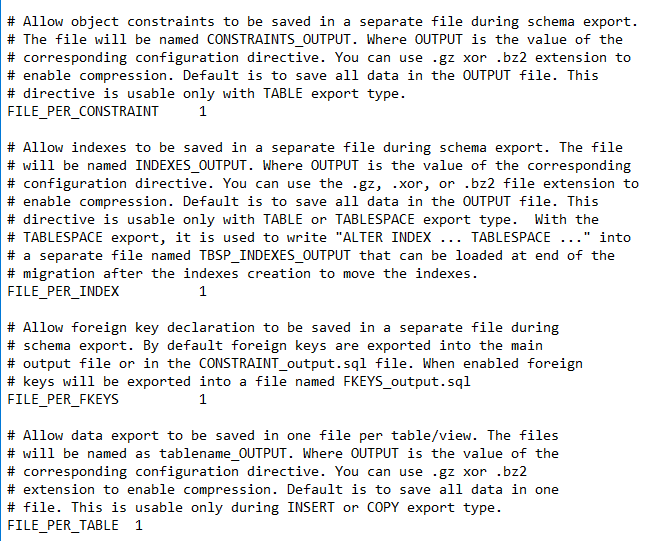 # Allow object constraints to be saved in a separate file during schema export.
# The file will be named CONSTRAINTS_OUTPUT. Where OUTPUT is the value of the
# corresponding configuration directive. You can use .gz xor .bz2 extension to
# enable compression. Default is to save all data in the OUTPUT file. This
# directive is usable only with TABLE export type.
FILE_PER_CONSTRAINT     1
# Allow indexes to be saved in a separate file during schema export. The file
# will be named INDEXES_OUTPUT. Where OUTPUT is the value of the corresponding
# configuration directive. You can use the .gz, .xor, or .bz2 file extension to
# enable compression. Default is to save all data in the OUTPUT file. This
# directive is usable only with TABLE or TABLESPACE export type.  With the
# TABLESPACE export, it is used to write "ALTER INDEX ... TABLESPACE ..." into
# a separate file named TBSP_INDEXES_OUTPUT that can be loaded at end of the
# migration after the indexes creation to move the indexes.
FILE_PER_INDEX          1
# Allow foreign key declaration to be saved in a separate file during
# schema export. By default foreign keys are exported into the main
# output file or in the CONSTRAINT_output.sql file. When enabled foreign
# keys will be exported into a file named FKEYS_output.sql
FILE_PER_FKEYS          1
# Allow data export to be saved in one file per table/view. The files
# will be named as tablename_OUTPUT. Where OUTPUT is the value of the
# corresponding configuration directive. You can use .gz xor .bz2
# extension to enable compression. Default is to save all data in one
# file. This is usable only during INSERT or COPY export type.
FILE_PER_TABLE  1